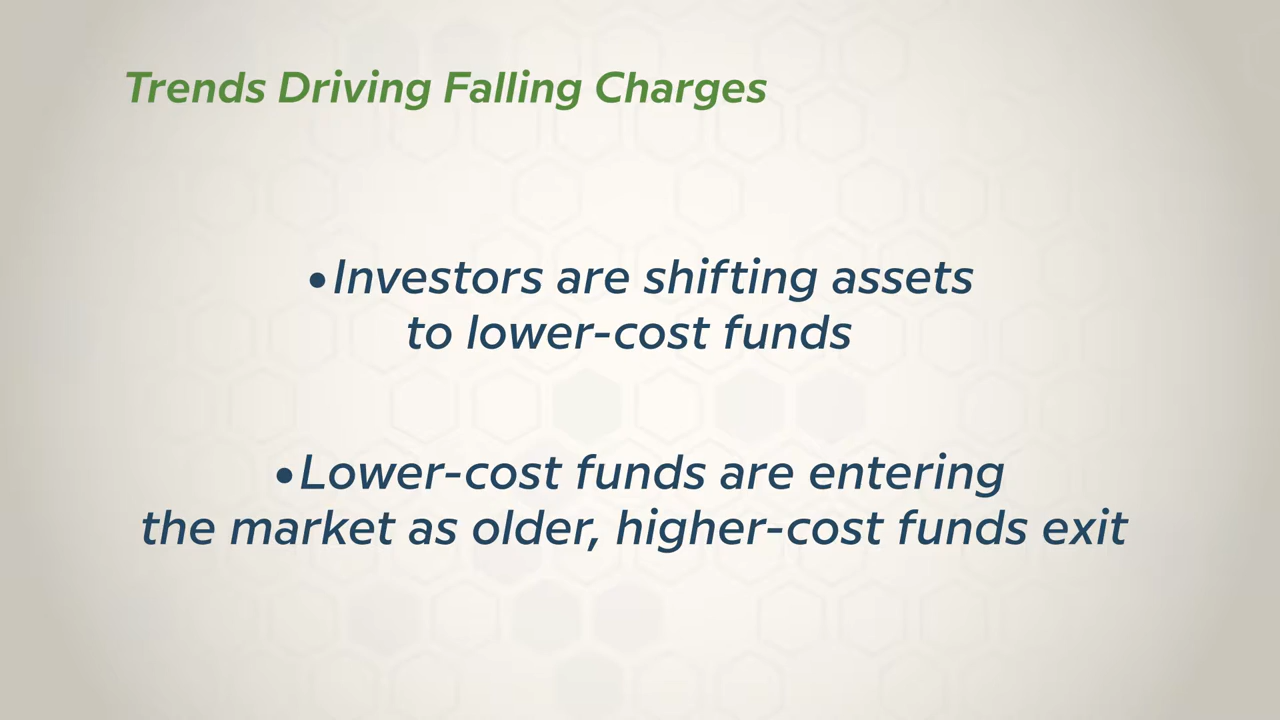 Trends Driving Falling Charges
•Investors are shifting assets
to lower-cost funds
•Lower-cost funds are entering
the market as older, higher-cost funds exit